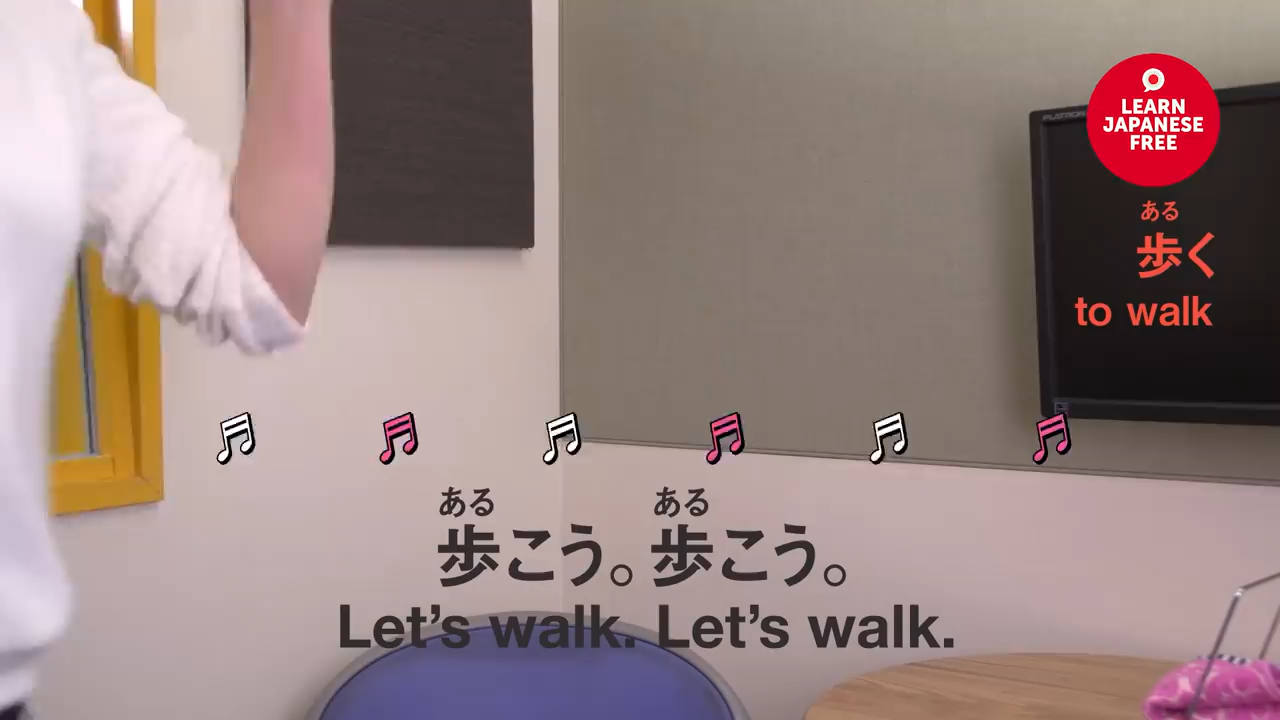 LEARN
JAPANESE
FREE
ある
歩く
to walk
ある ある
歩こう。歩こう。
Let's walk. Let's walk.